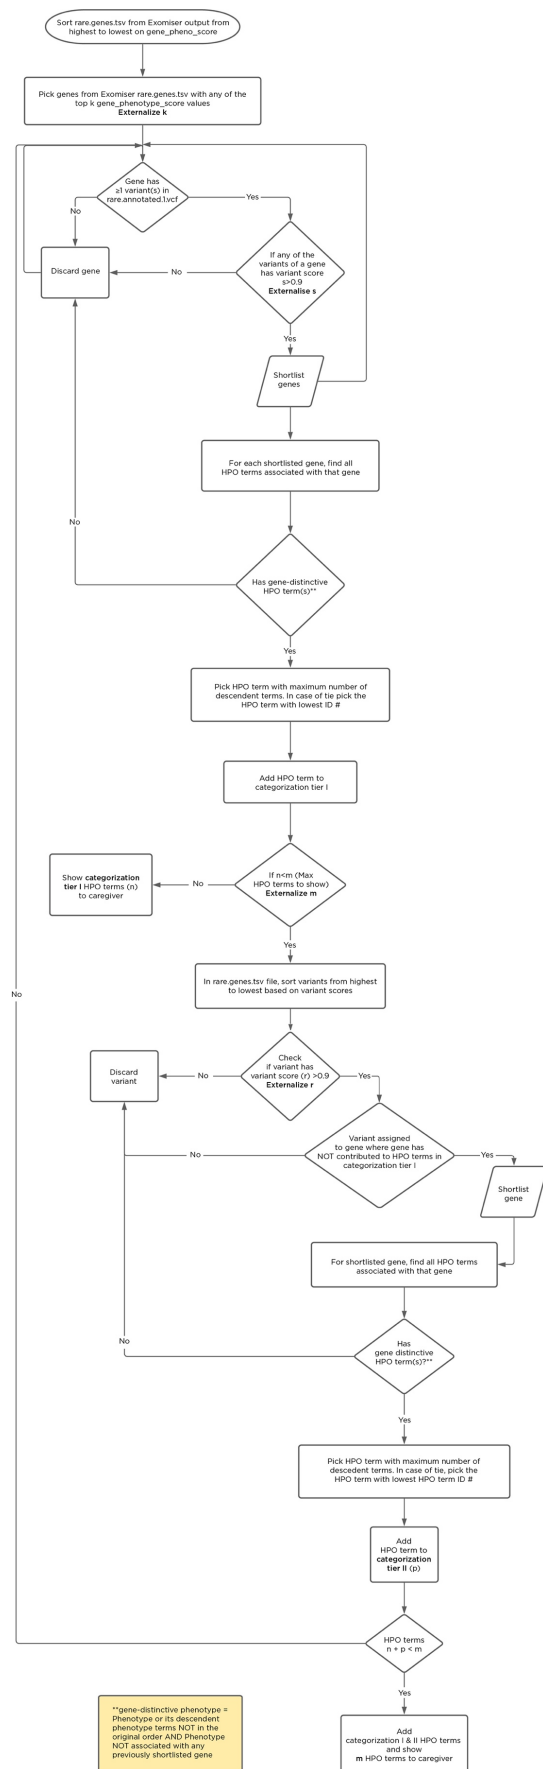 Sort rare.genes.tsv from Exomiser output from
highest to lowest on gene_pheno_score
Pick genes from Exomiser rare.genes.tsv with any of the
top k gene_phenotype_score values
Externalize k
Gene has
≥1 variant(s) in
rare.annotated.1.vcf
No
Yes
Discard gene
No
If any of the
variants of a gene
has variant score
s>0.9
Externalise s
Yes
Shortlist
genes
For each shortlisted gene, find all
HPO terms associated with that gene
No
Has gene-distinctive
HPO term(s)**
Yes
Pick HPO term with maximum number of
descendent terms. In case of tie pick the
HPO term with lowest ID #
Add HPO term to
categorization tier I
Show categorization
tier I HPO terms (n)
to caregiver
No
If n<m (Max
HPO terms to show)
Externalize m
Yes
In rare.genes.tsv file, sort variants from highest
to lowest based on variant scores
No
Discard
variant
No
Check
if variant has
variant score (r) >0.9
Externalize r
Yes
No
Variant assigned
to gene where gene has
NOT contributed to HPO terms in
categorization tier I
Yes
Shortlist
gene
For shortlisted gene, find all HPO terms
associated with that gene
No
Has
gene distinctive
HPO term(s)?**
Yes
Pick HPO term with maximum number of
descedent terms. In case of tie, pick the
HPO term with lowest HPO term ID #
Add
HPO term to
categorization
tier II (p)
HPO terms
n + p < m
Yes
**gene-distinctive phenotype =
Phenotype or its descendent
phenotype terms NOT in the
original order AND Phenotype
NOT associated with any
previously shortlisted gene
Add
categorization I & II HPO terms
and show
m HPO terms to caregiver